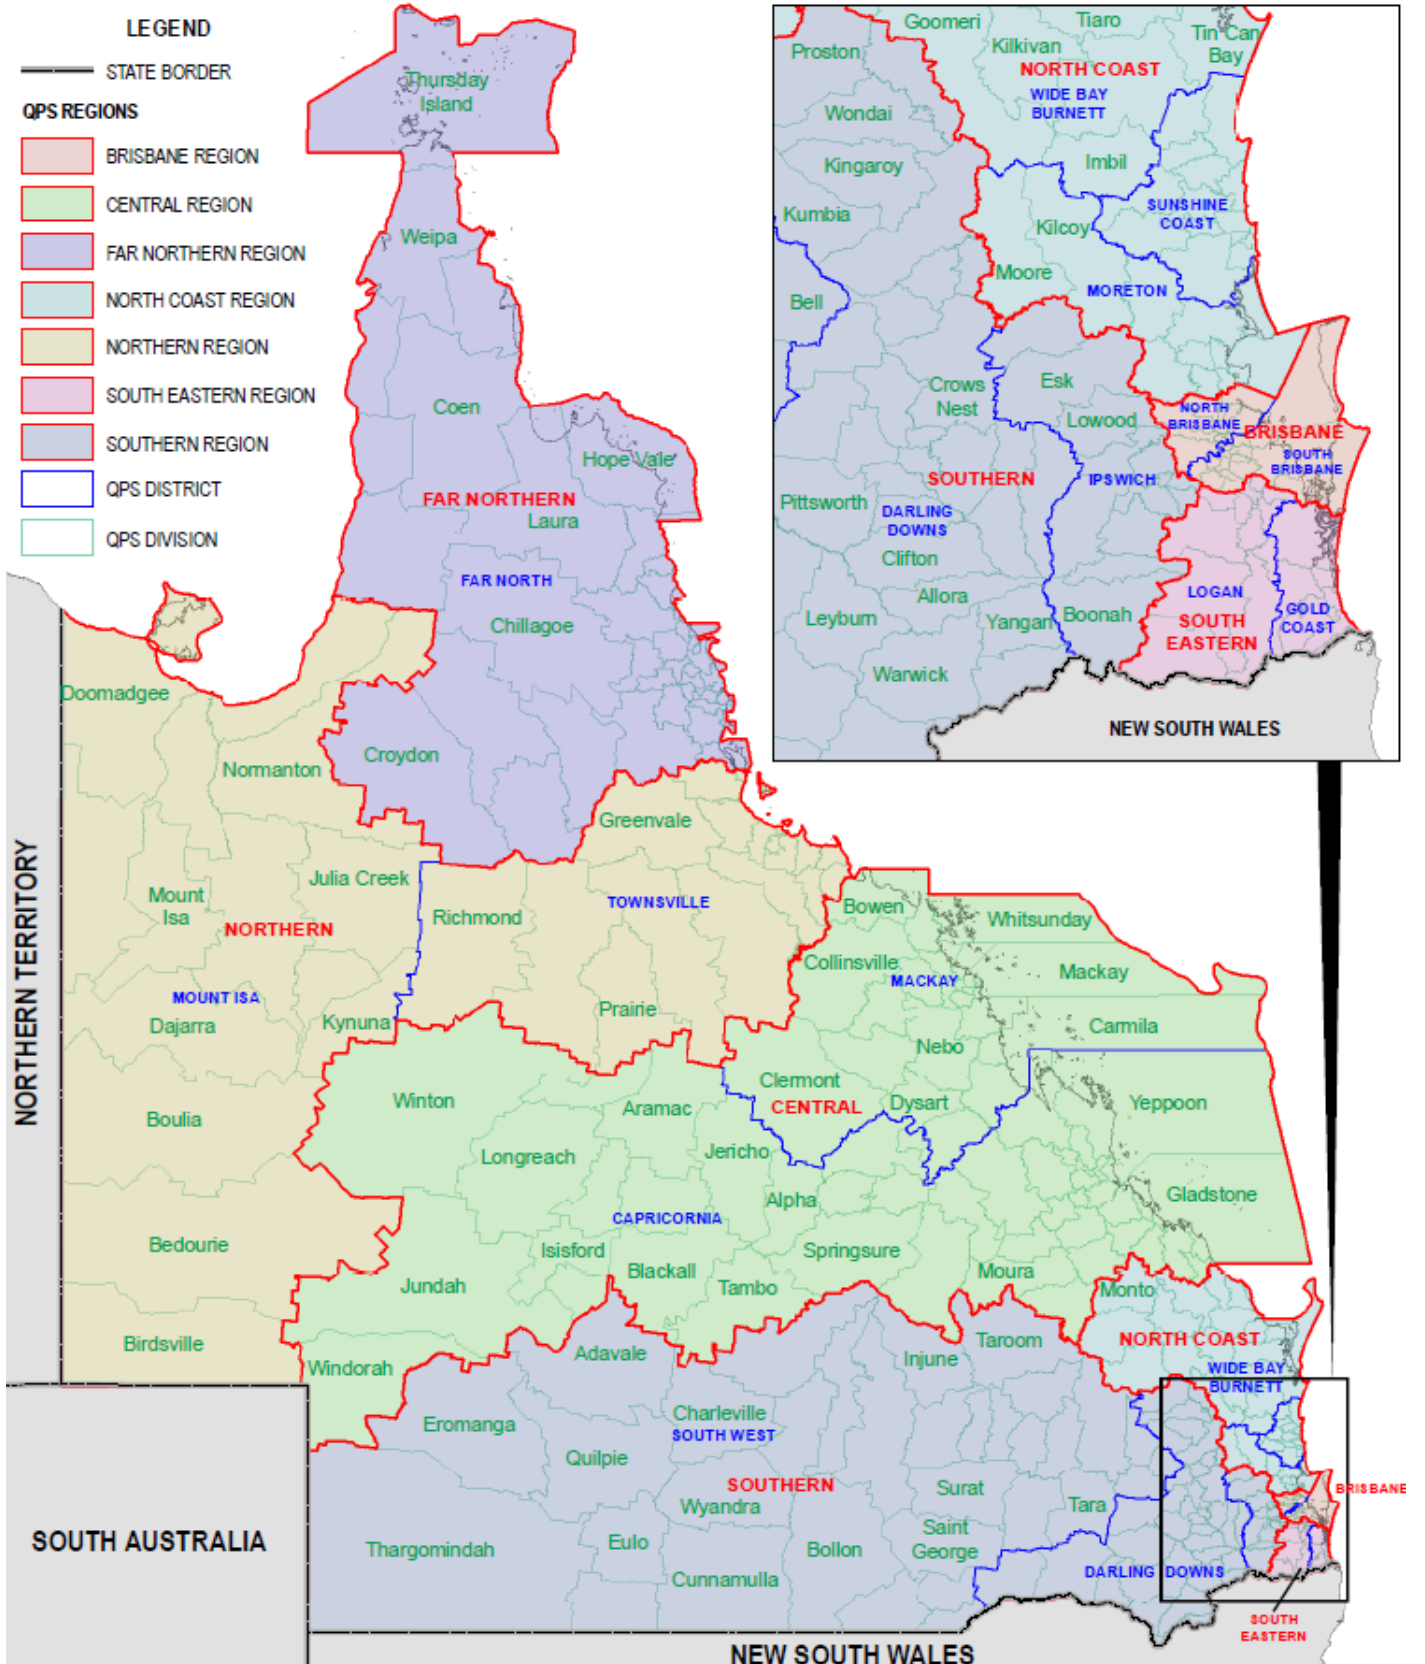 LEGEND
STATE BORDER
QPS REGIONS
BRISBANE REGION
CENTRAL REGION
FAR NORTHERN REGION
NORTH COAST REGION
NORTHERN REGION
SOUTH EASTERN REGION
SOUTHERN REGION
QPS DISTRICT
QPS DIVISION
Thursday
Island
Weipa
Coen
Hope Vale
FAR NORTHERN
Laura
FAR NORTH
Chillagoe
Croydon
Doomadgee
Normanton
Greenvale
Julia Creek
Mount
Isa
NORTHERN
Richmond
TOWNSVILLE
MOUNT ISA
Dajarra
Kynuna
Prairie
Boulia
Bedourie
Birdsville
NORTHERN TERRITORY
Bowen
Whitsunday
Collinsville
MACKAY
Mackay
Carmila
Nebo
Clermont
CENTRAL
Dysart
Yeppoon
Winton
Aramac
Longreach
Jericho
Alpha
Gladstone
CAPRICORNIA
Isisford
Springsure
Blackall
Jundah
Tambo
Moura
Monto
Windorah
NORTH COAST
WIDE BAY
BURNETT
Adavale
Injune
Taroom
Eromanga
Charleville
SOUTH WEST
Quilpie
SOUTHERN
Wyandra
Surat
Tara
Saint
George
Thargomindah
Eulo
Bollon
Cunnamulla
DARLING DOWNS
BRISBANE
SOUTH
EASTERN
SOUTH AUSTRALIA
NEW SOUTH WALES
Goomeri
Tiaro
Tin Can
Bay
Proston
Kilkivan
NORTH COAST
WIDE BAY
BURNETT
Wondai
Imbil
Kingaroy
SUNSHINE
COAST
Kumbia
Kilcoy
Moore
MORETON
Bell
Esk
Crows
Nest
Lowood
NORTH
BRISBANE
BRISBANE
SOUTH
BRISBANE
SOUTHERN
IPSWICH
Pittsworth
DARLING
DOWNS
Clifton
Allora
LOGAN
Leyburn
Yangan
Boonah
SOUTH
EASTERN
GOLD
COAST
Warwick
NEW SOUTH WALES